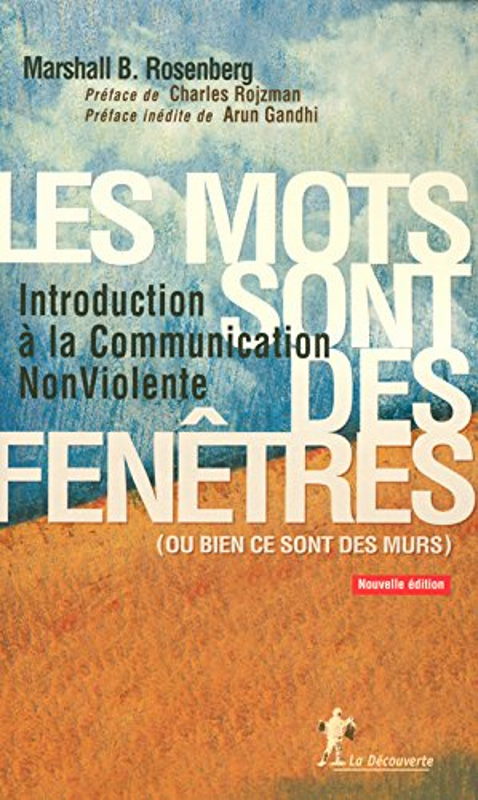 Marshall B. Rosenberg
Préface de Charles Rojzman
Préface inédite de Arun Gandhi
LES MOTS
SONT
DES
FENÊTRES
(OU BIEN CE SONT DES MURS)
Introduction
à la Communication
NonViolente
Nouvelle édition
La Découverte